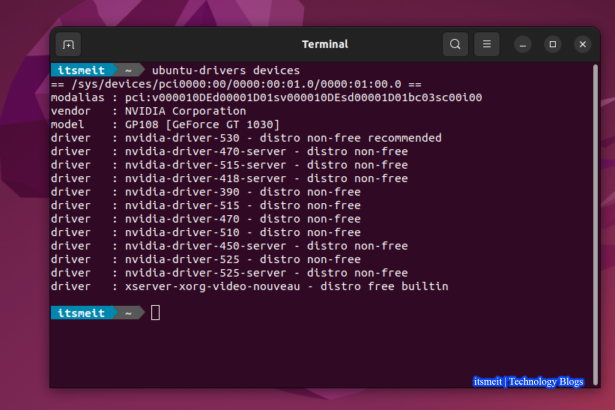 Terminal
itsmeit ~ ubuntu-drivers devices
== /sys/devices/pci0000:00/0000:00:01.0/0000:01:00.0 ==
modalias : pci:v000010DEd00001D01sv000010DEsd00001D01bc03sc00i00
vendor : NVIDIA Corporation
model : GP108 [GeForce GT 1030]
driver : nvidia-driver-530 - distro non-free recommended
driver : nvidia-driver-470-server - distro non-free
driver : nvidia-driver-515-server - distro non-free
driver : nvidia-driver-418-server - distro non-free
driver : nvidia-driver-390 - distro non-free
driver : nvidia-driver-515 - distro non-free
driver : nvidia-driver-470 - distro non-free
driver : nvidia-driver-510 - distro non-free
driver : nvidia-driver-450-server - distro non-free
driver : nvidia-driver-525 - distro non-free
driver : nvidia-driver-525-server - distro non-free
driver : xserver-xorg-video-nouveau - distro free builtin
itsmeit ~
itsmeit | Technology Blogs